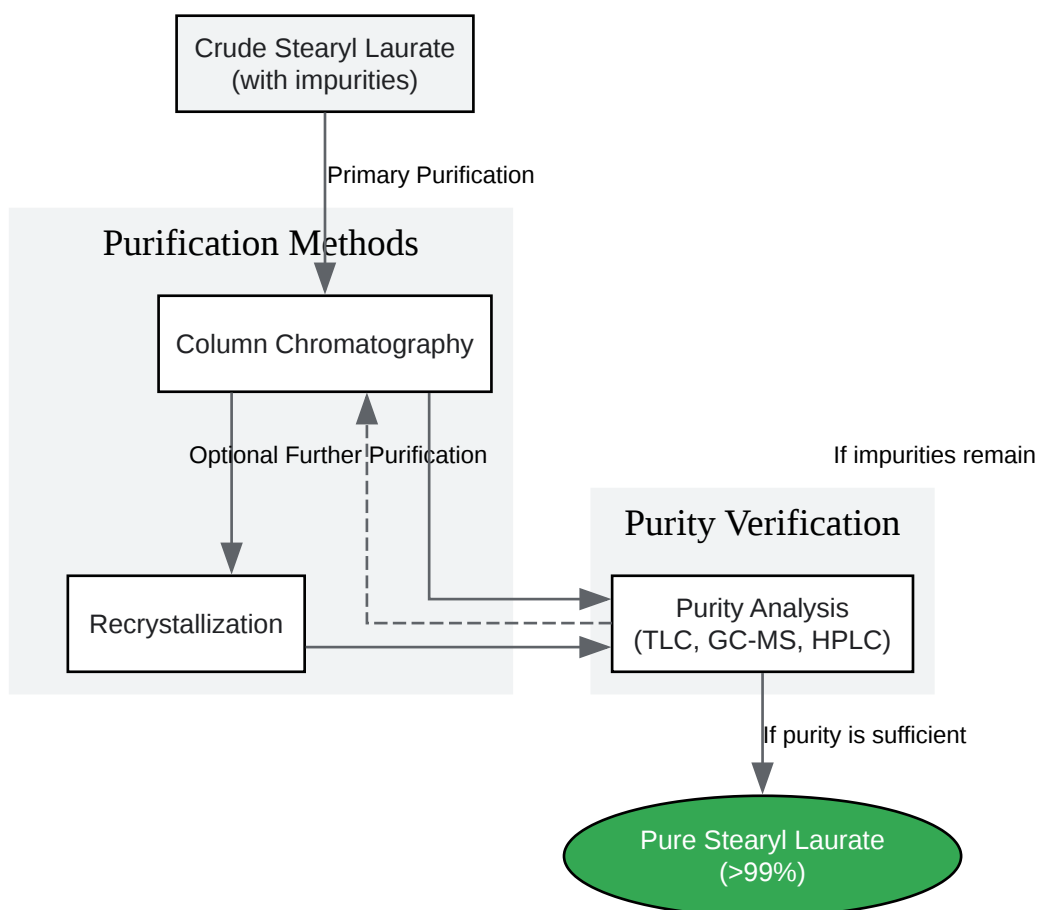 Crude Stearyl Laurate
(with impurities)
Primary Purification
Purification Methods
Column Chromatography
Optional Further Purification
If impurities remain
Purity Verification
Recrystallization
Purity Analysis
(TLC, GC-MS, HPLC)
If purity is sufficient
Pure Stearyl Laurate
(>99%)